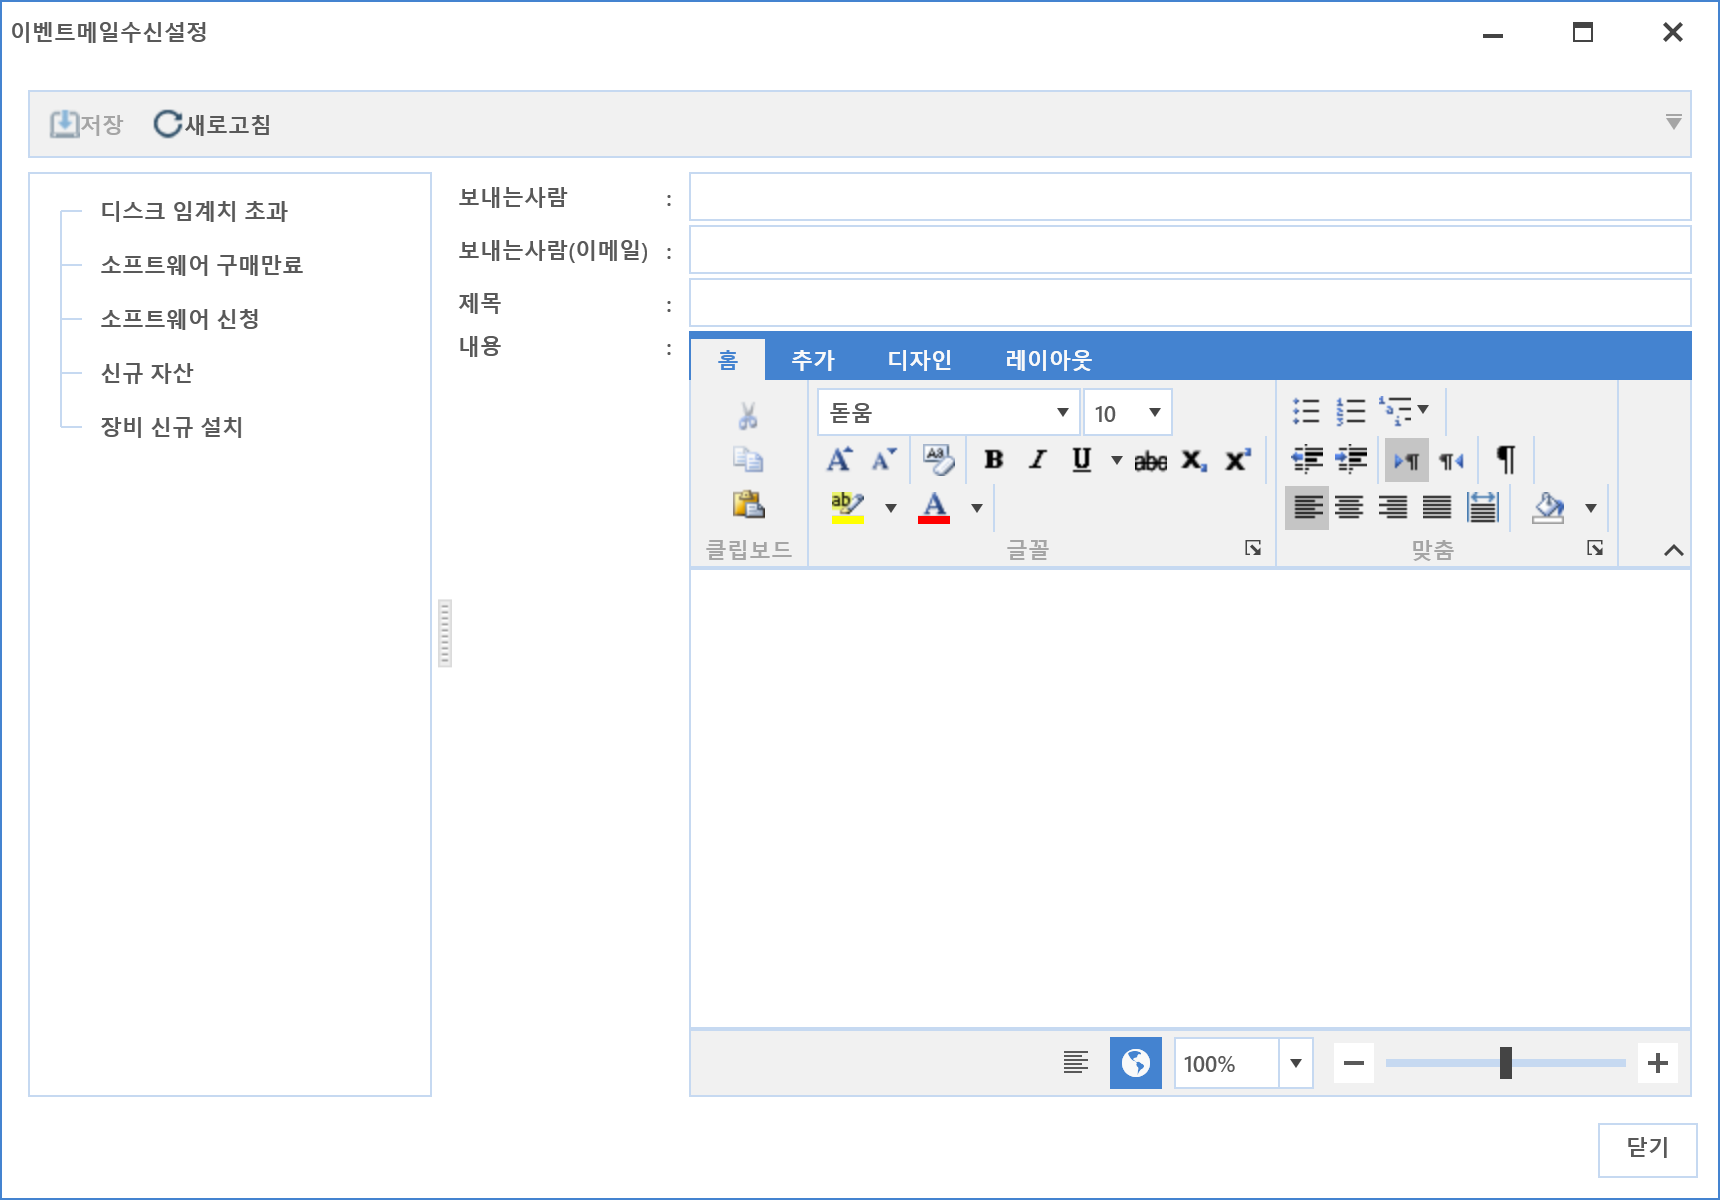 이벤트메일수신설정
저장 새로고침
디스크 임계치 초과
소프트웨어 구매만료
소프트웨어 신청
신규 자산
장비 신규 설치
보내는사람 :
보내는사람(이메일) :
제목 :
내용 :
홈 추가 디자인 레이아웃
돋움 10
클립보드 글꼴 맞춤
100%
닫기